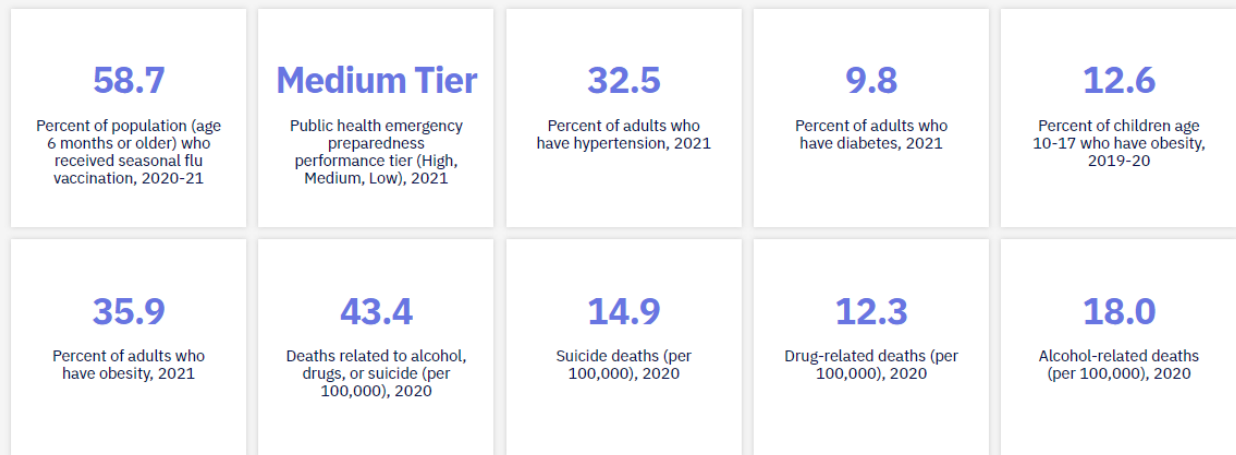 58.7
Percent of population (age
6 months or older) who
received seasonal flu
vaccination, 2020-21
Medium Tier
Public health emergency
preparedness
performance tier (High,
Medium, Low), 2021
32.5
Percent of adults who
have hypertension, 2021
9.8
Percent of adults who
have diabetes, 2021
12.6
Percent of children age
10-17 who have obesity,
2019-20
35.9
Percent of adults who
have obesity, 2021
43.4
Deaths related to alcohol,
drugs, or suicide (per
100,000), 2020
14.9
Suicide deaths (per
100,000), 2020
12.3
Drug-related deaths (per
100,000), 2020
18.0
Alcohol-related deaths
(per 100,000), 2020